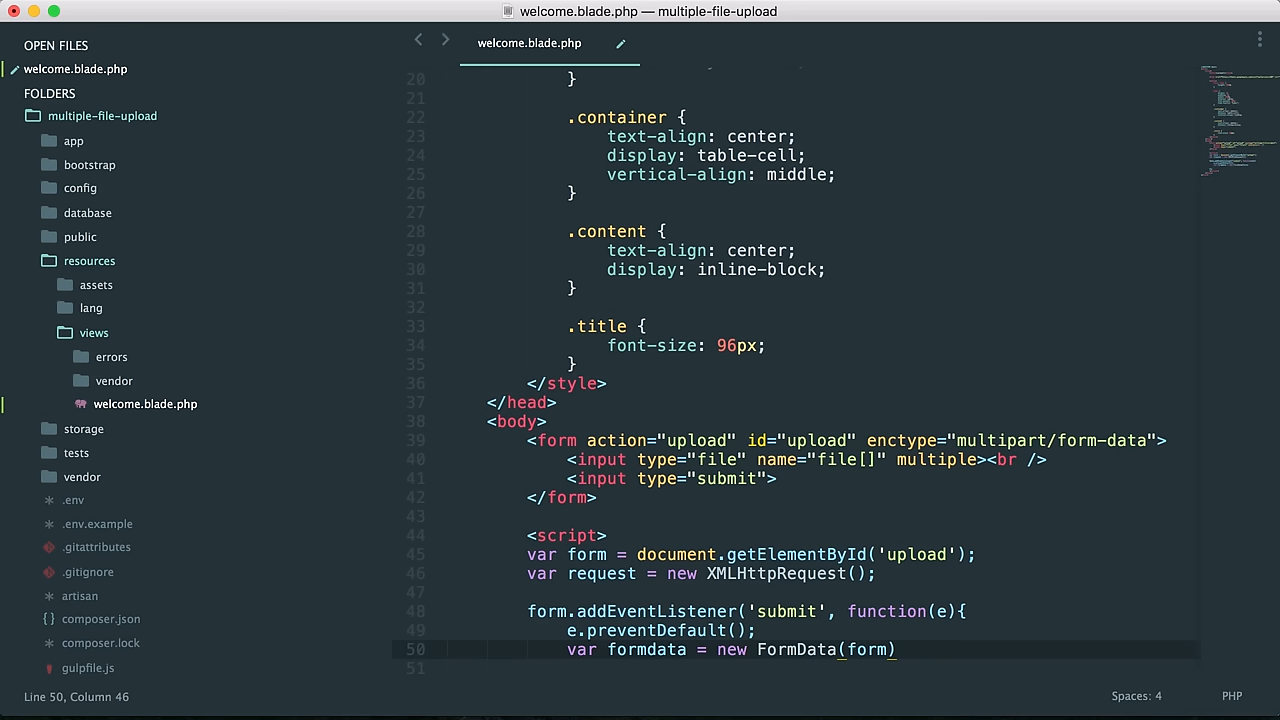 welcome.blade.php — multiple-file-upload
OPEN FILES
welcome.blade.php
FOLDERS
multiple-file-upload
app
bootstrap
config
database
public
resources
assets
lang
views
errors
vendor
welcome.blade.php
storage
tests
vendor
.env
.env.example
.gitattributes
.gitignore
artisan
composer.json
composer.lock
gulpfile.js
welcome.blade.php
20 }
21
22 .container {
23 text-align: center;
24 display: table-cell;
25 vertical-align: middle;
26 }
27
28 .content {
29 text-align: center;
30 display: inline-block;
31 }
32
33 .title {
34 font-size: 96px;
35 }
36 </style>
37 </head>
38 <body>
39 <form action="upload" id="upload" enctype="multipart/form-data">
40 <input type="file" name="file[]" multiple><br />
41 <input type="submit">
42 </form>
43
44 <script>
45 var form = document.getElementById('upload');
46 var request = new XMLHttpRequest();
47
48 form.addEventListener('submit', function(e){
49 e.preventDefault();
50 var formdata = new FormData(form)
51
Line 50, Column 46
Spaces: 4
PHP